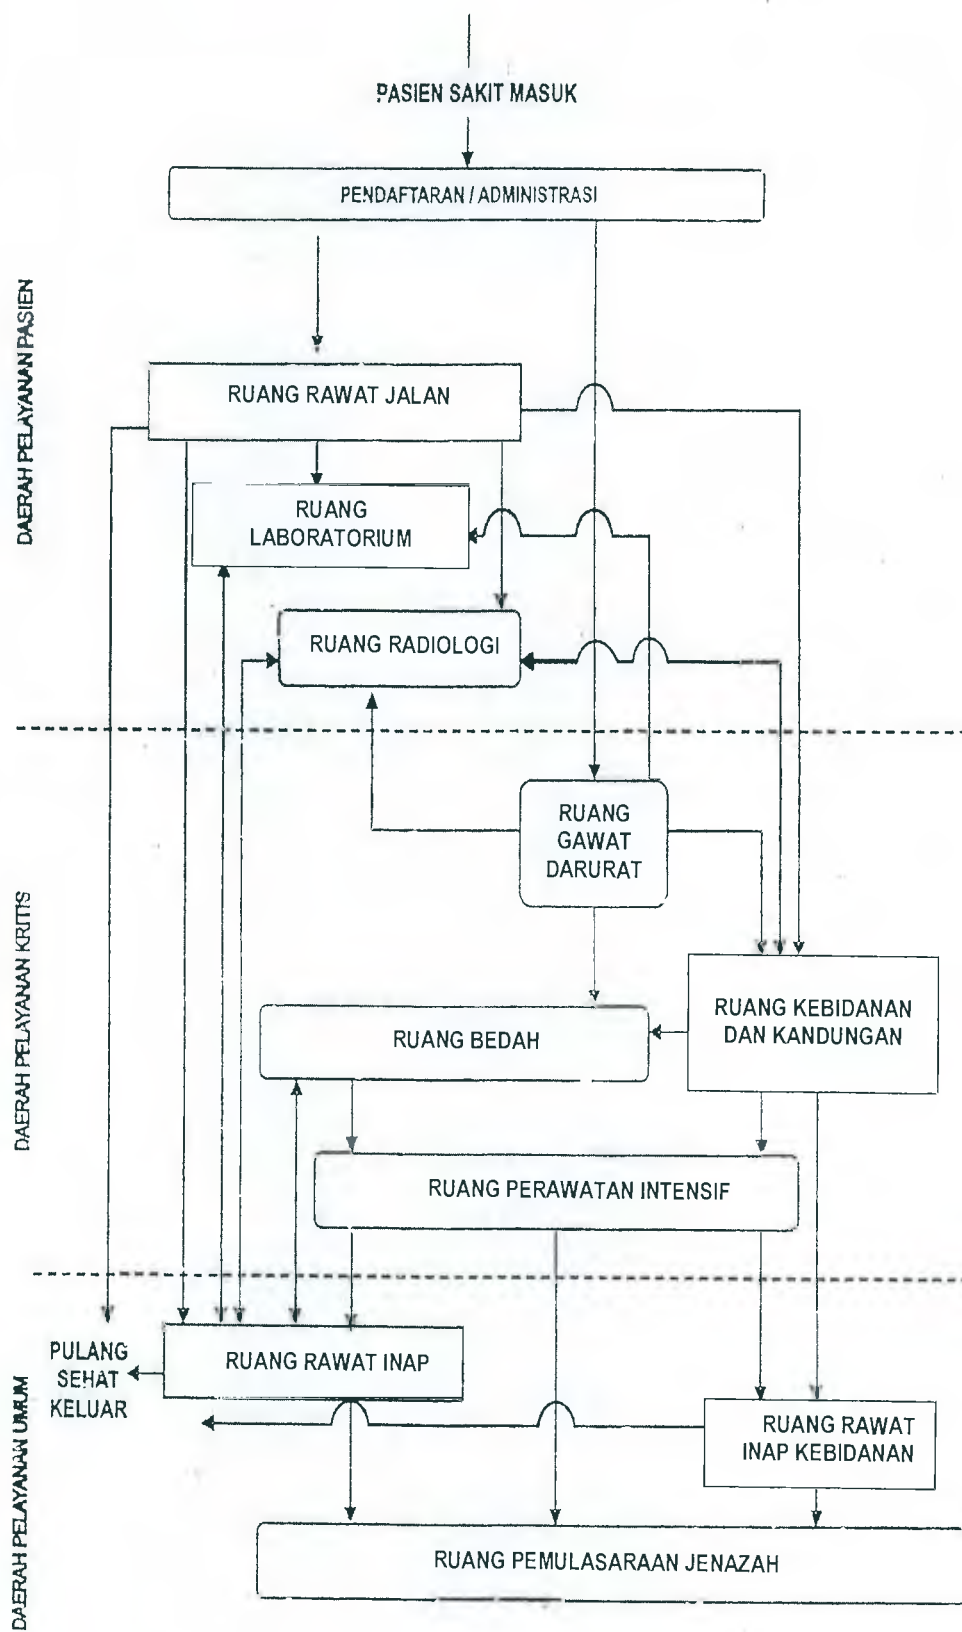 PASIEN SAKIT MASUK
PENDAFTARAN / ADMINISTRASI
DAERAH PELAYANAN PASIEN
RUANG RAWAT JALAN
RUANG
LABORATORIUM
RUANG RADIOLOGI
DAERAH PELAYANAN KRITIS
RUANG
GAWAT
DARURAT
RUANG KEBIDANAN
DAN KANDUNGAN
RUANG BEDAH
RUANG PERAWATAN INTENSIF
DAERAH PELAYANAN UMUM
PULANG
SEHAT
KELUAR
RUANG RAWAT INAP
RUANG RAWAT
INAP KEBIDANAN
RUANG PEMULASARAAN JENAZAH